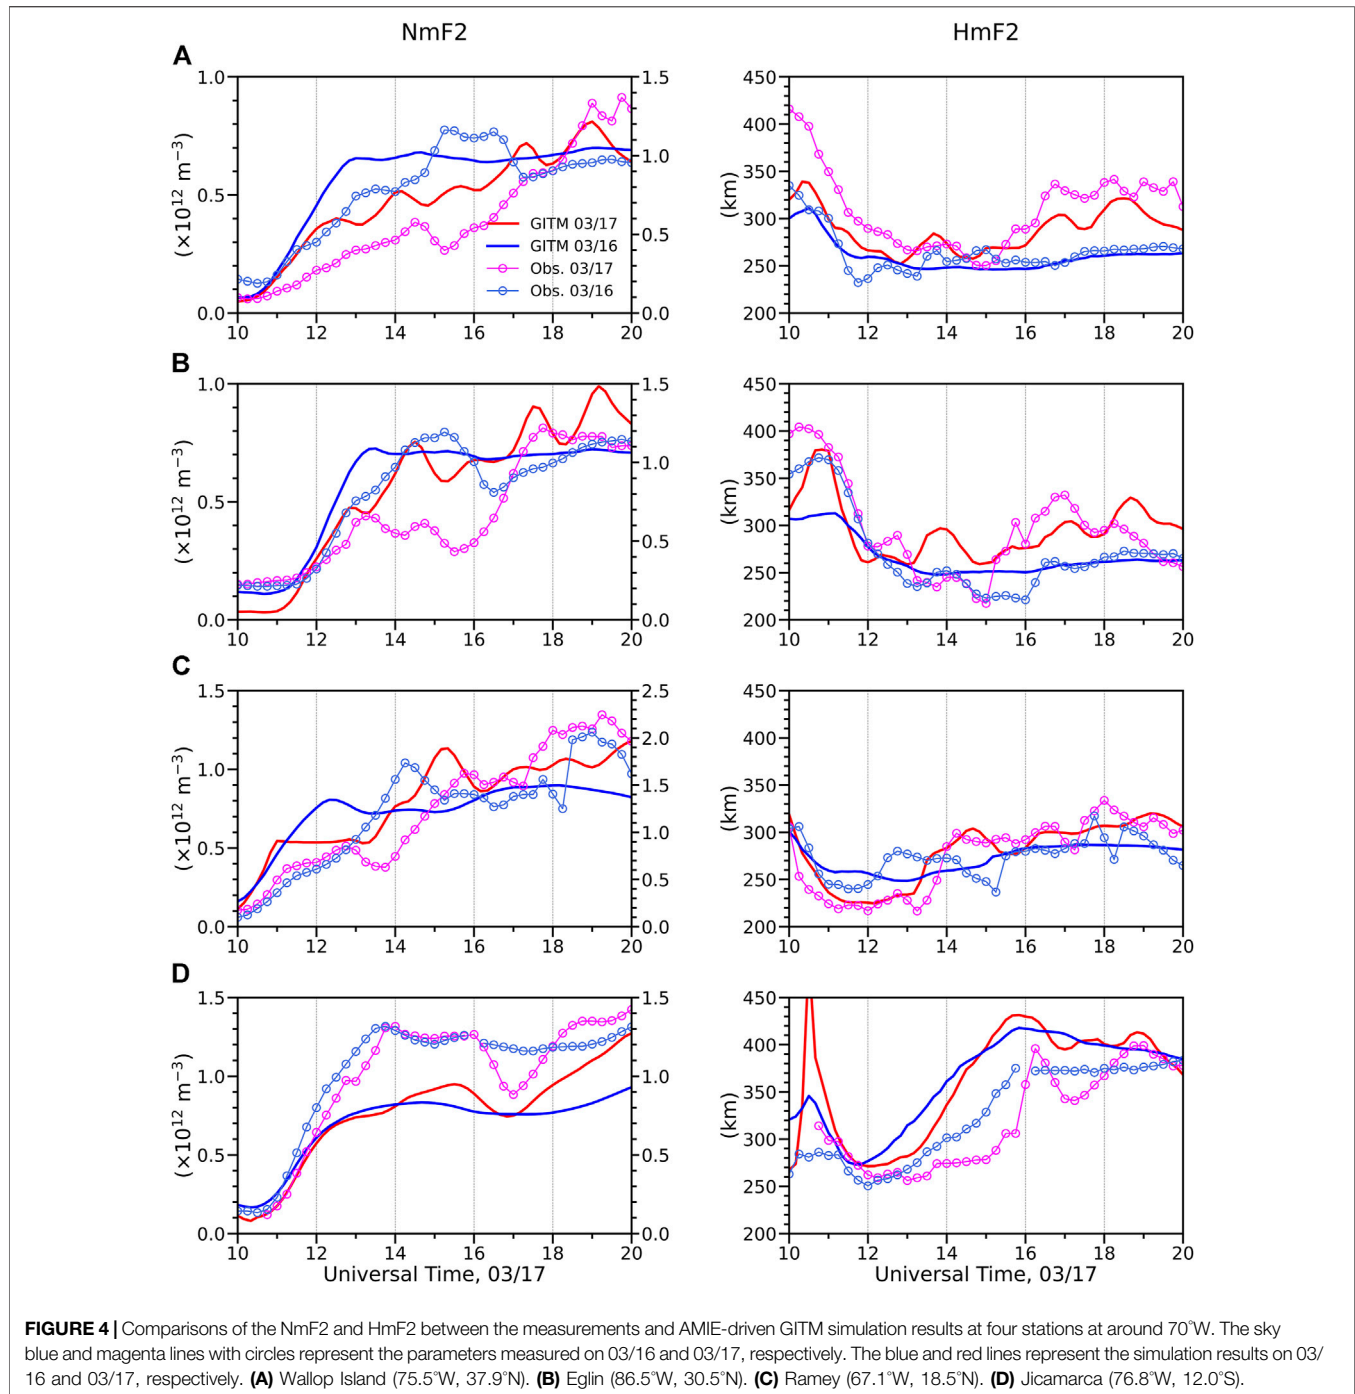 NmF2
HmF2
A
1.0
0.5
0.0
(×10¹² m⁻³)
1.5
1.0
0.5
0.0
GITM 03/17
GITM 03/16
Obs. 03/17
Obs. 03/16
10 12 14 16 18 20
450
400
350
300
250
200
(km)
10 12 14 16 18 20
B
1.0
0.5
0.0
(×10¹² m⁻³)
1.5
1.0
0.5
0.0
10 12 14 16 18 20
450
400
350
300
250
200
(km)
10 12 14 16 18 20
C
1.5
1.0
0.5
0.0
(×10¹² m⁻³)
2.5
2.0
1.5
1.0
0.5
0.0
10 12 14 16 18 20
450
400
350
300
250
200
(km)
10 12 14 16 18 20
D
1.5
1.0
0.5
0.0
(×10¹² m⁻³)
1.5
1.0
0.5
0.0
10 12 14 16 18 20
Universal Time, 03/17
450
400
350
300
250
200
(km)
10 12 14 16 18 20
Universal Time, 03/17
FIGURE 4 | Comparisons of the NmF2 and HmF2 between the measurements and AMIE-driven GITM simulation results at four stations at around 70°W. The sky
blue and magenta lines with circles represent the parameters measured on 03/16 and 03/17, respectively. The blue and red lines represent the simulation results on 03/
16 and 03/17, respectively. (A) Wallop Island (75.5°W, 37.9°N). (B) Eglin (86.5°W, 30.5°N). (C) Ramey (67.1°W, 18.5°N). (D) Jicamarca (76.8°W, 12.0°S).